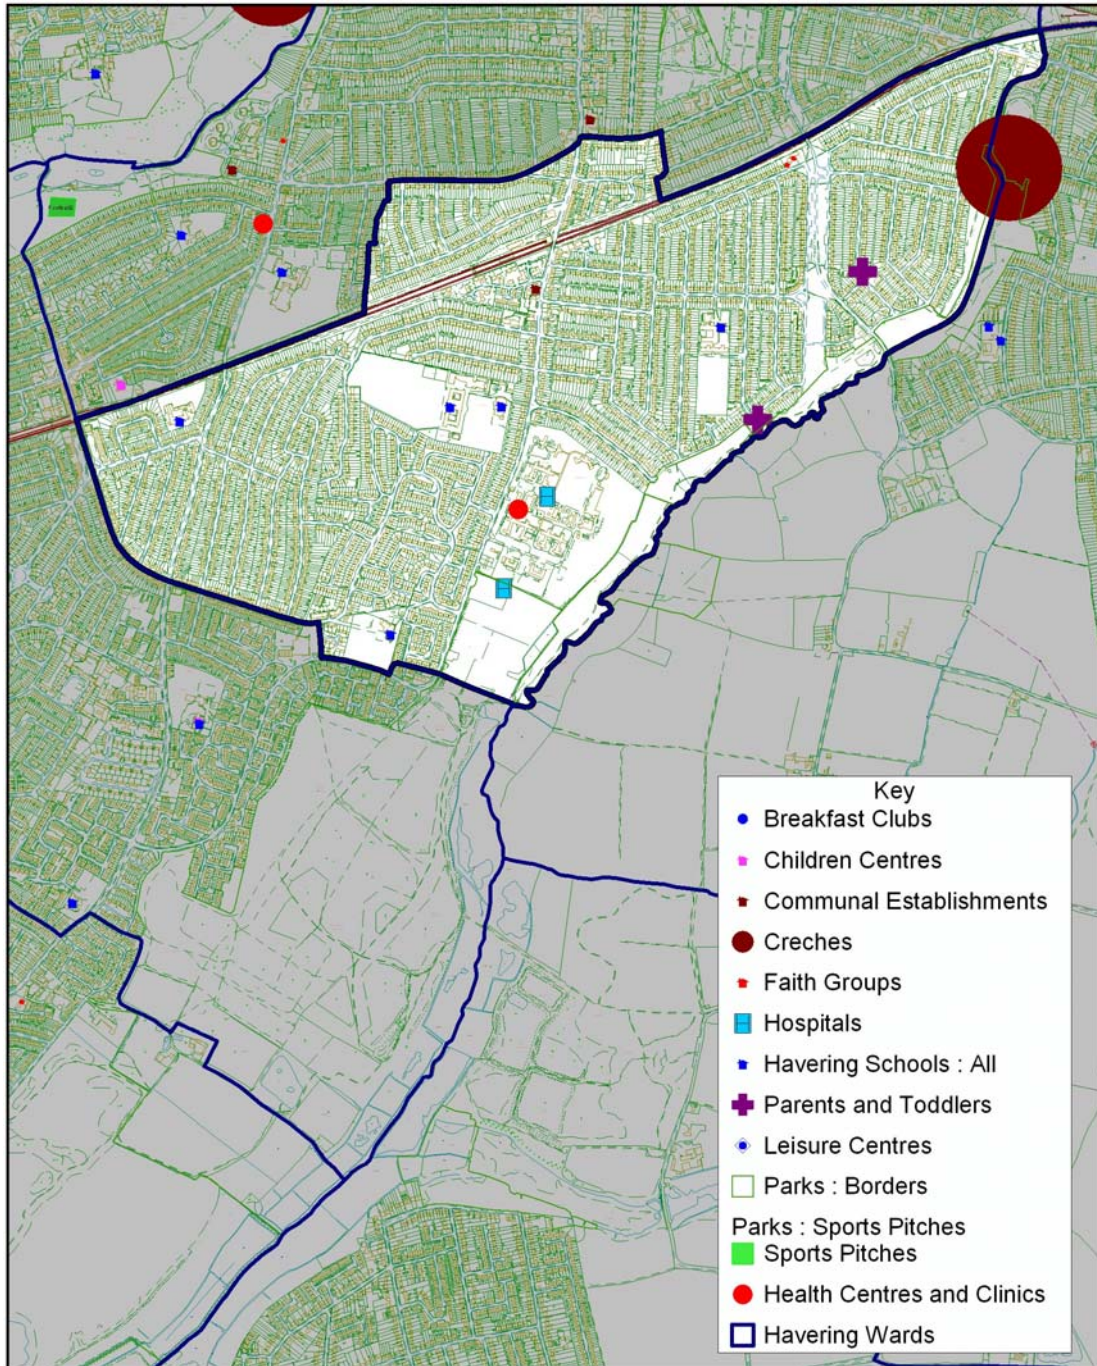 Key
Breakfast Clubs
Children Centres
Communal Establishments
Creches
Faith Groups
Hospitals
Havering Schools : All
Parents and Toddlers
Leisure Centres
Parks : Borders
Parks : Sports Pitches
Sports Pitches
Health Centres and Clinics
Havering Wards